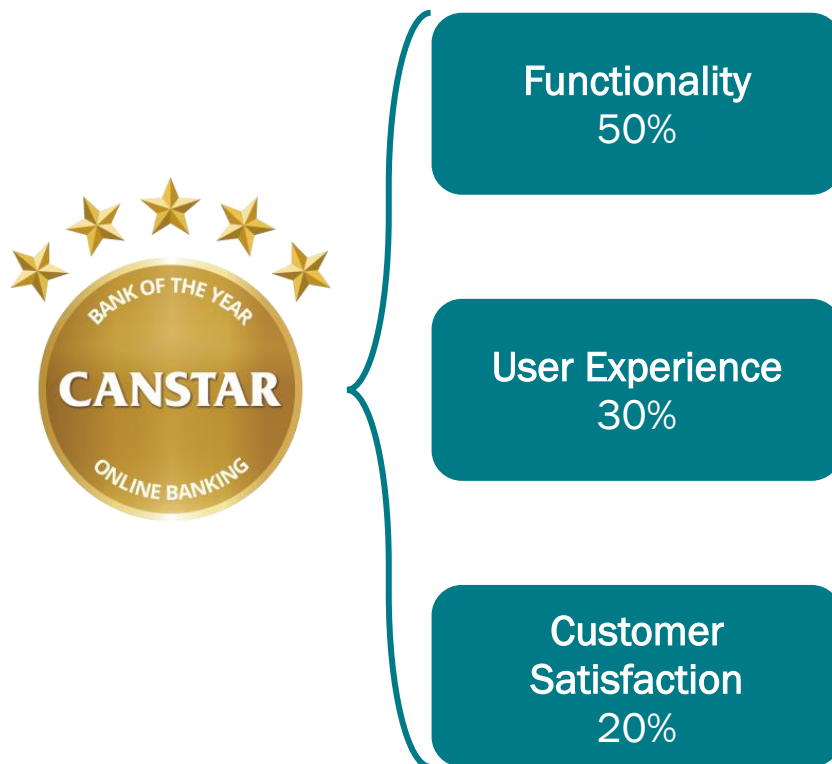 BANK OF THE YEAR
CANSTAR
ONLINE BANKING
Functionality
50%
User Experience
30%
Customer
Satisfaction
20%